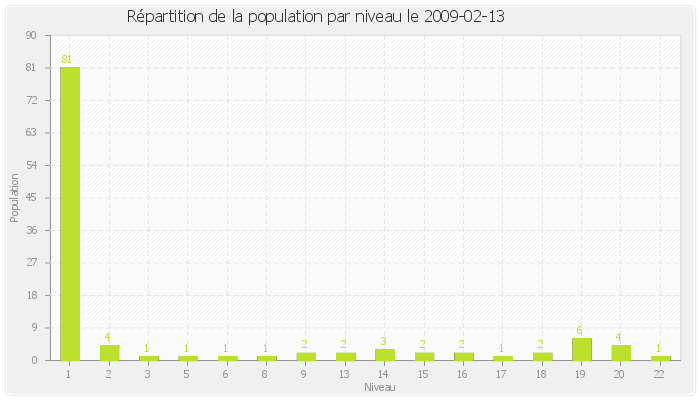 Répartition de la population par niveau le 2009-02-13
90
81
72
63
54
45
36
27
18
9
0
Population
81 4 1 1 1 1 2 2 3 2 2 1 2 6 4 1
1 2 3 5 6 8 9 13 14 15 16 17 18 19 20 22
Niveau